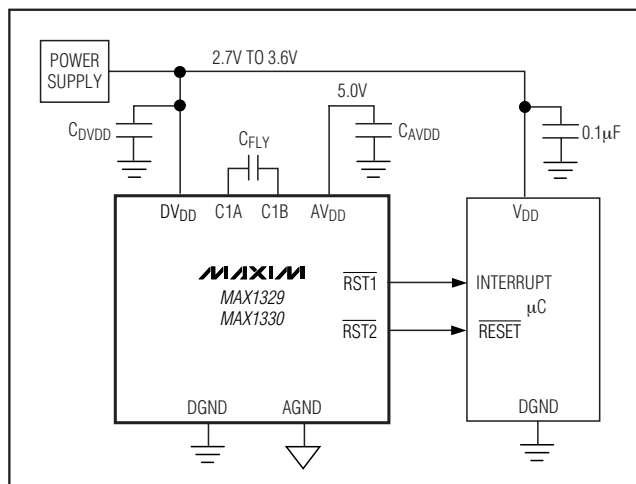 POWER
SUPPLY
2.7V TO 3.6V
5.0V
CDVDD
CFLY
CAVDD
0.1µF
DVDD C1A C1B AVDD
VDD
MAXIM
MAX1329
MAX1330
RST1
INTERRUPT
µC
RST2
RESET
DGND AGND
DGND